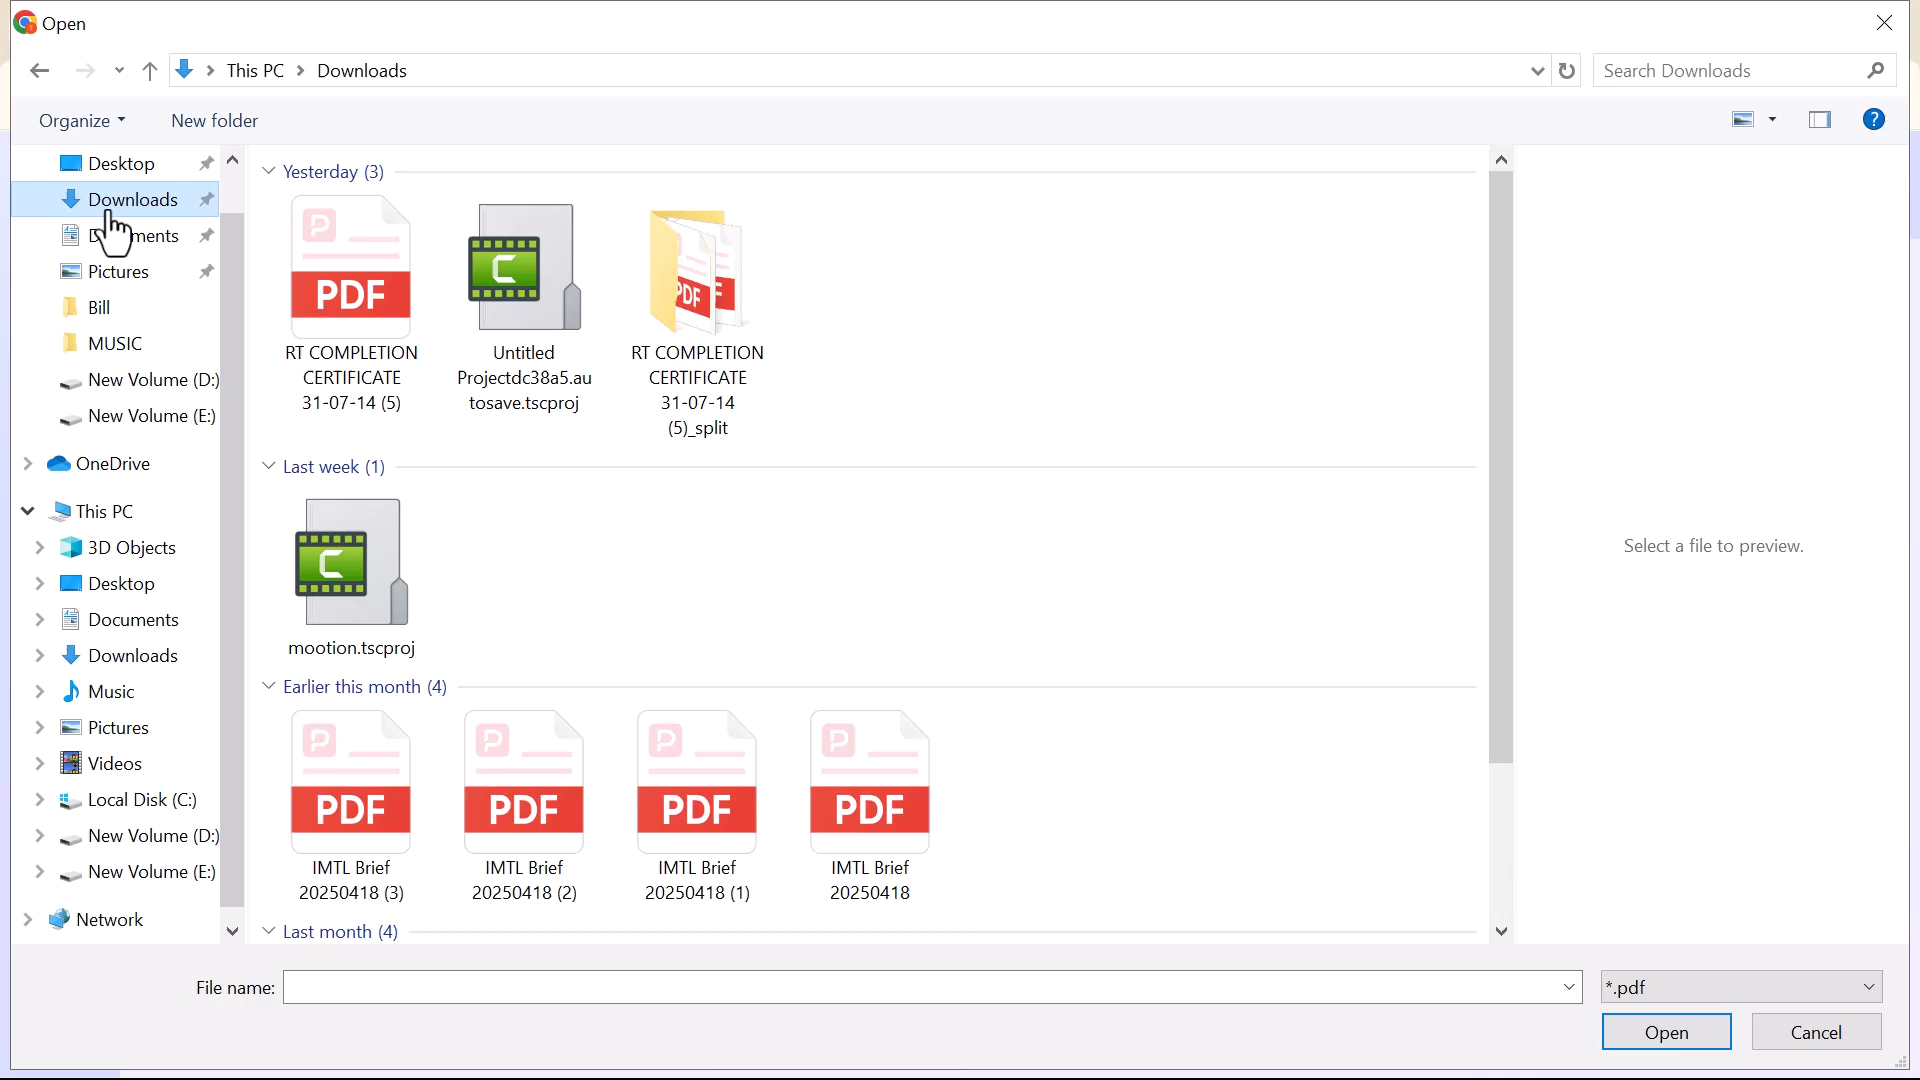 Open
This PC
Downloads
Search Downloads
Organize
New folder
?
Desktop
Downloads
Pictures
Bill
MUSIC
New Volume (D:)
New Volume (E:)
OneDrive
This PC
3D Objects
Desktop
Documents
Downloads
Music
Pictures
Videos
Local Disk (C:)
New Volume (D:)
New Volume (E:)
Network
Yesterday (3)
PDF
RT COMPLETION
CERTIFICATE
31-07-14 (5)
C
Untitled
Projectdc38a5.au
tosave.tscproj
PDF
RT COMPLETION
CERTIFICATE
31-07-14
(5)_split
Last week (1)
C
mootion.tscproj
Earlier this month (4)
PDF
IMTL Brief
20250418 (3)
PDF
IMTL Brief
20250418 (2)
PDF
IMTL Brief
20250418 (1)
PDF
IMTL Brief
20250418
Last month (4)
Select a file to preview.
File name:
*.pdf
Open
Cancel